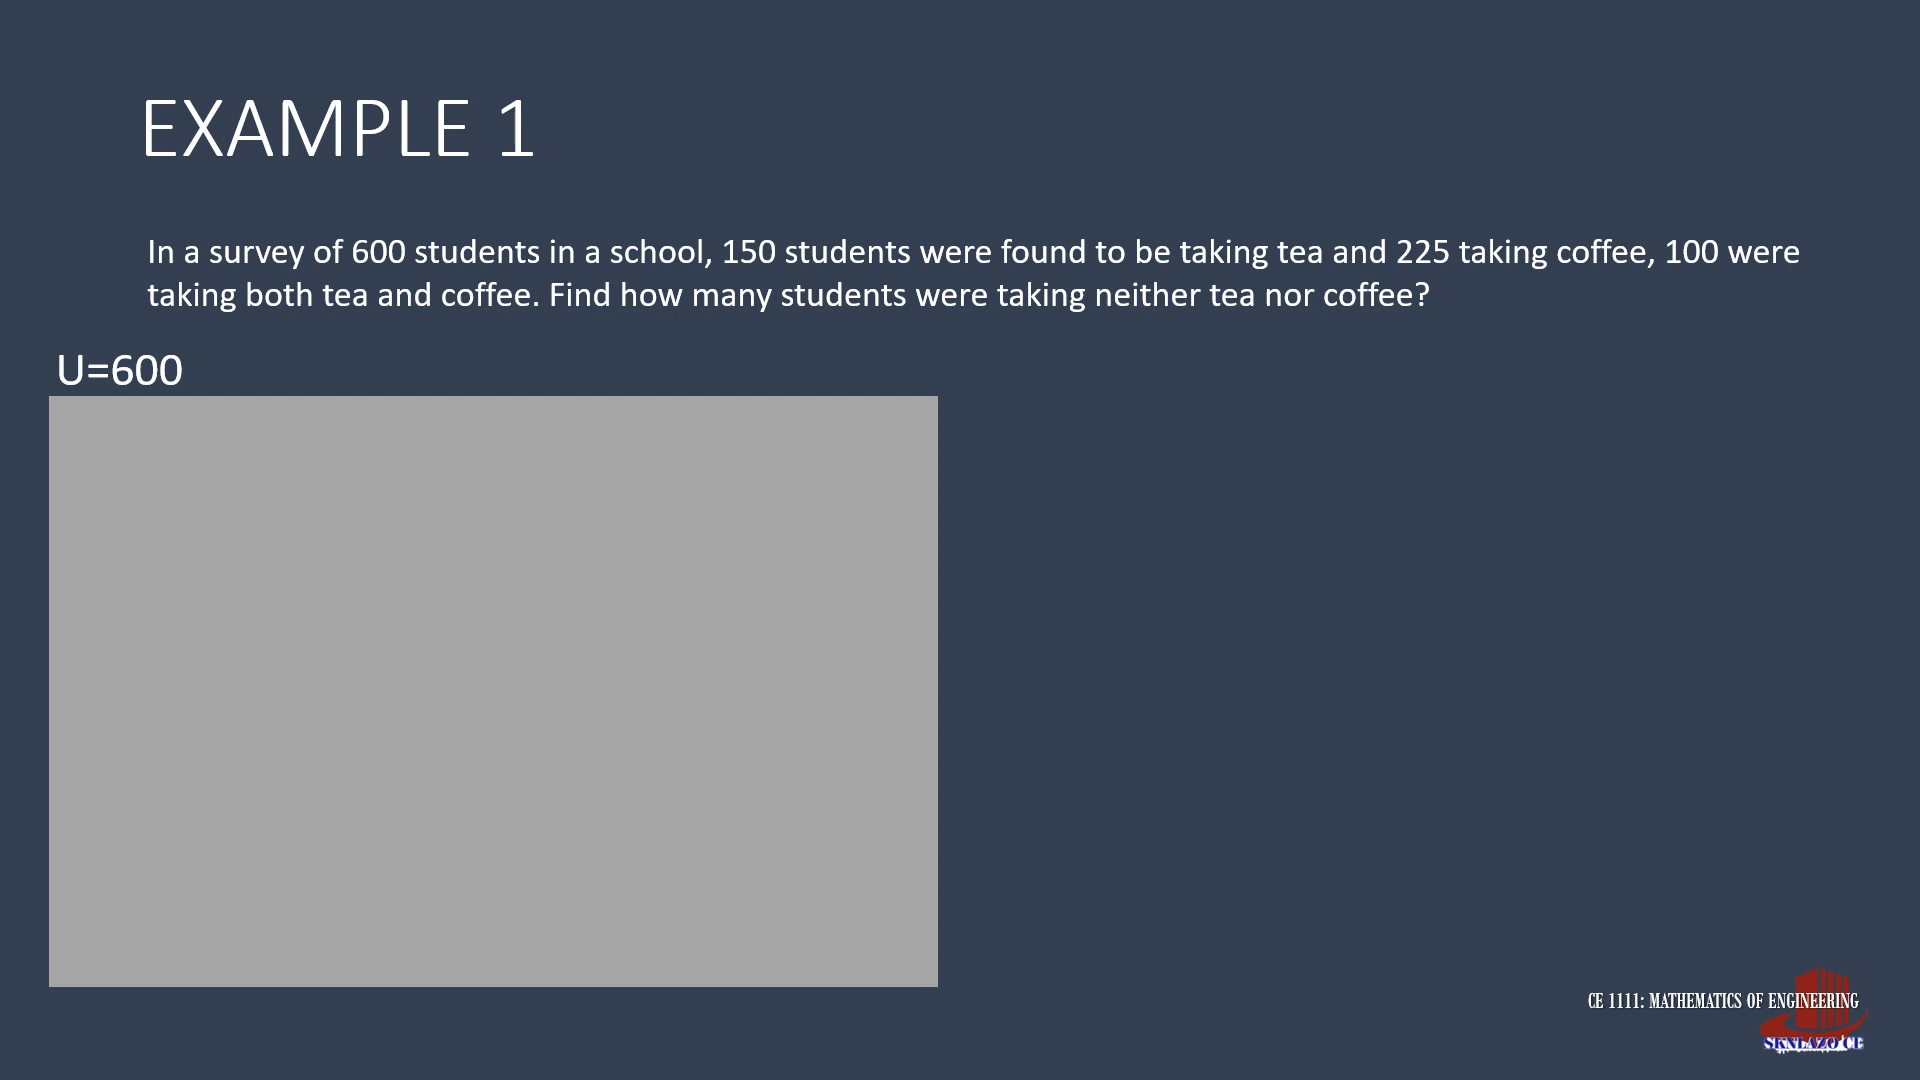 EXAMPLE 1
In a survey of 600 students in a school, 150 students were found to be taking tea and 225 taking coffee, 100 were
taking both tea and coffee. Find how many students were taking neither tea nor coffee?
U=600
CE 1111: MATHEMATICS OF ENGINEERING
SKNLAZO CE